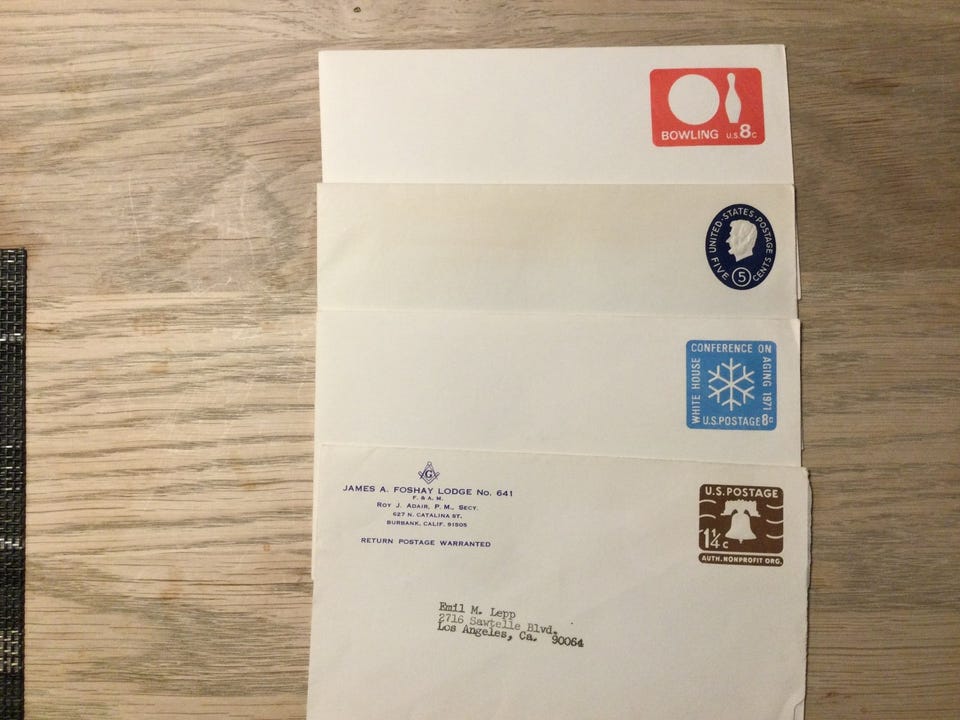 BOWLING U.S. 8c
UNITED·STATES·POSTAGE
FIVE 5 CENTS
WHITE HOUSE
CONFERENCE ON
AGING 1971
U.S. POSTAGE 8c
G
JAMES A. FOSHAY LODGE No. 641
F. & A. M.
ROY J. ADAIR, P. M., SECY.
627 N. CATALINA ST.
BURBANK, CALIF. 91505
RETURN POSTAGE WARRANTED
U.S. POSTAGE
1 1/4 c
AUTH. NONPROFIT ORG.
Emil M. Lepp
2716 Sawtelle Blvd.
Los Angeles, Ca. 90064